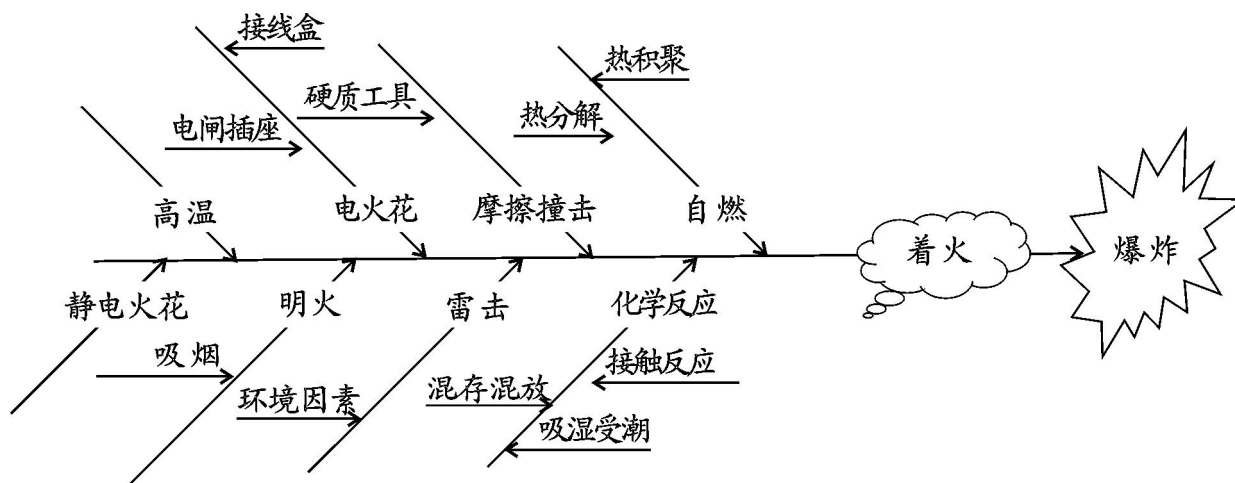 接线盒
热积聚
硬质工具
热分解
电闸插座
高温
电火花
摩擦撞击
自燃
着火
爆炸
静电火花
明火
雷击
化学反应
吸烟
接触反应
环境因素
混存混放
吸湿受潮